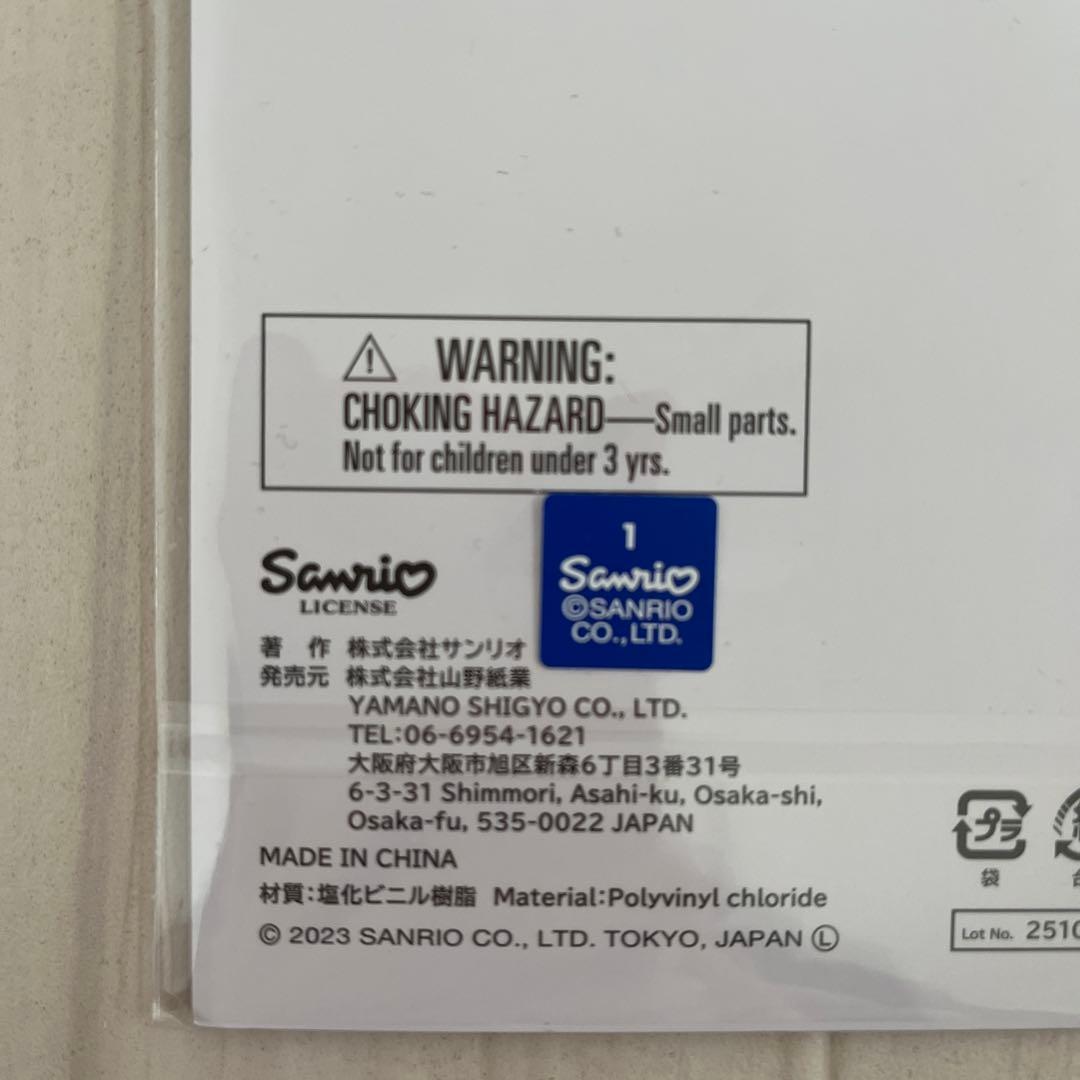 WARNING:
CHOKING HAZARD—Small parts.
Not for children under 3 yrs.
1
Sanrio
©SANRIO
CO., LTD.
Sanrio
LICENSE
著 作 株式会社サンリオ
発売元 株式会社山野紙業
YAMANO SHIGYO CO., LTD.
TEL:06-6954-1621
大阪府大阪市旭区新森6丁目3番31号
6-3-31 Shimmori, Asahi-ku, Osaka-shi,
Osaka-fu, 535-0022 JAPAN
MADE IN CHINA
材質:塩化ビニル樹脂 Material:Polyvinyl chloride
© 2023 SANRIO CO., LTD. TOKYO, JAPAN Ⓛ
プラ
袋
Lot No. 2510